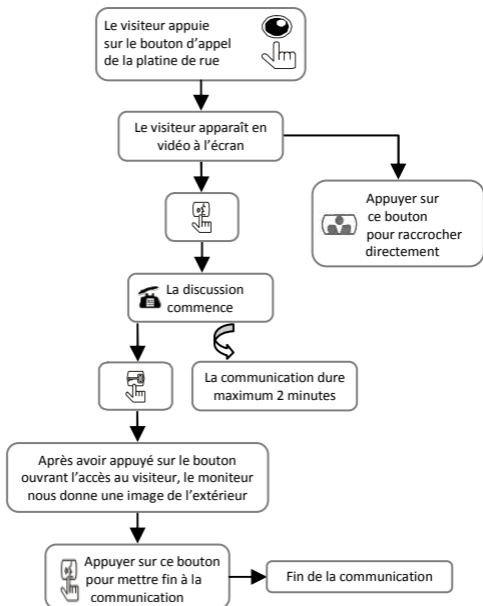 Le visiteur appuie
sur le bouton d’appel
de la platine de rue
Le visiteur apparaît en
vidéo à l’écran
Appuyer sur
ce bouton
pour raccrocher
directement
La discussion
commence
La communication dure
maximum 2 minutes
Après avoir appuyé sur le bouton
ouvrant l’accès au visiteur, le moniteur
nous donne une image de l’extérieur
Appuyer sur ce bouton
pour mettre fin à la
communication
Fin de la communication